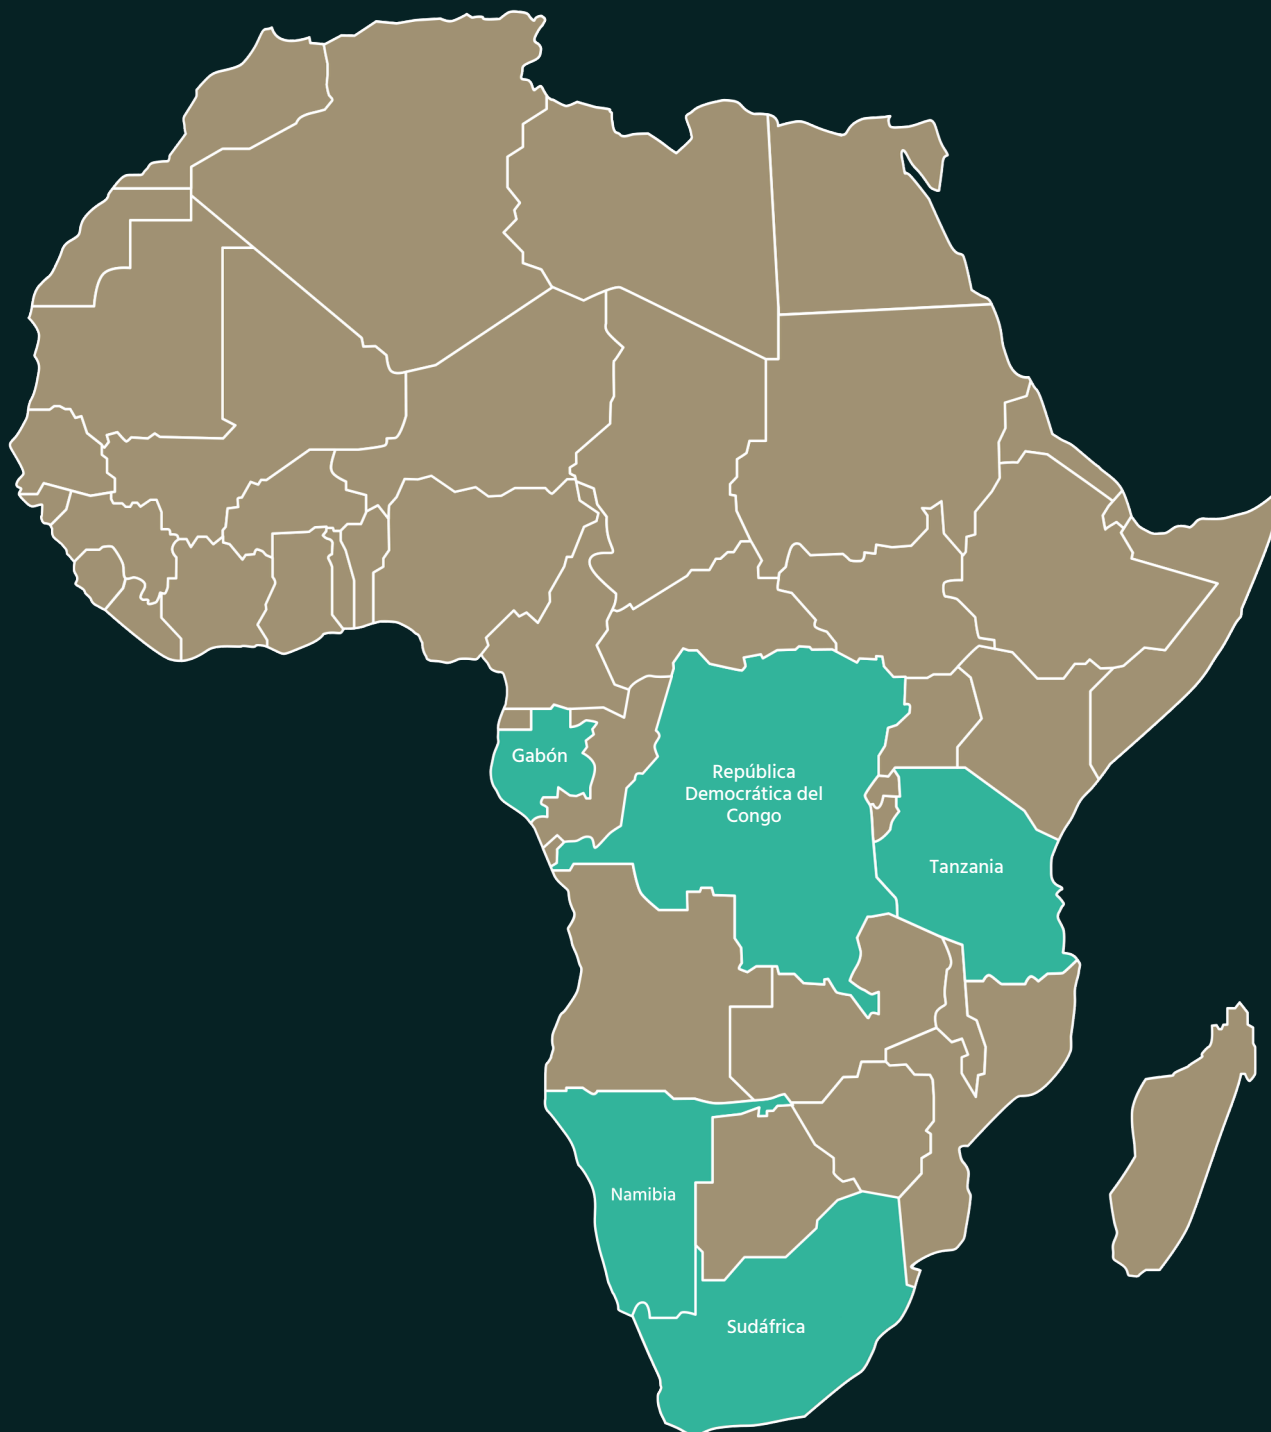 Gabón
República
Democrática del
Congo
Tanzania
Namibia
Sudáfrica